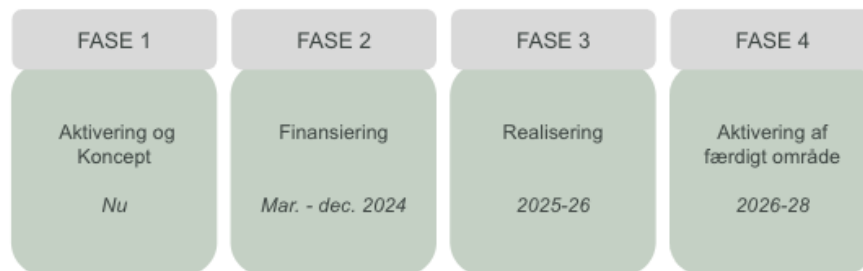 FASE 1
Aktivering og
Koncept
Nu
FASE 2
Finansiering
Mar. - dec. 2024
FASE 3
Realisering
2025-26
FASE 4
Aktivering af
færdigt område
2026-28